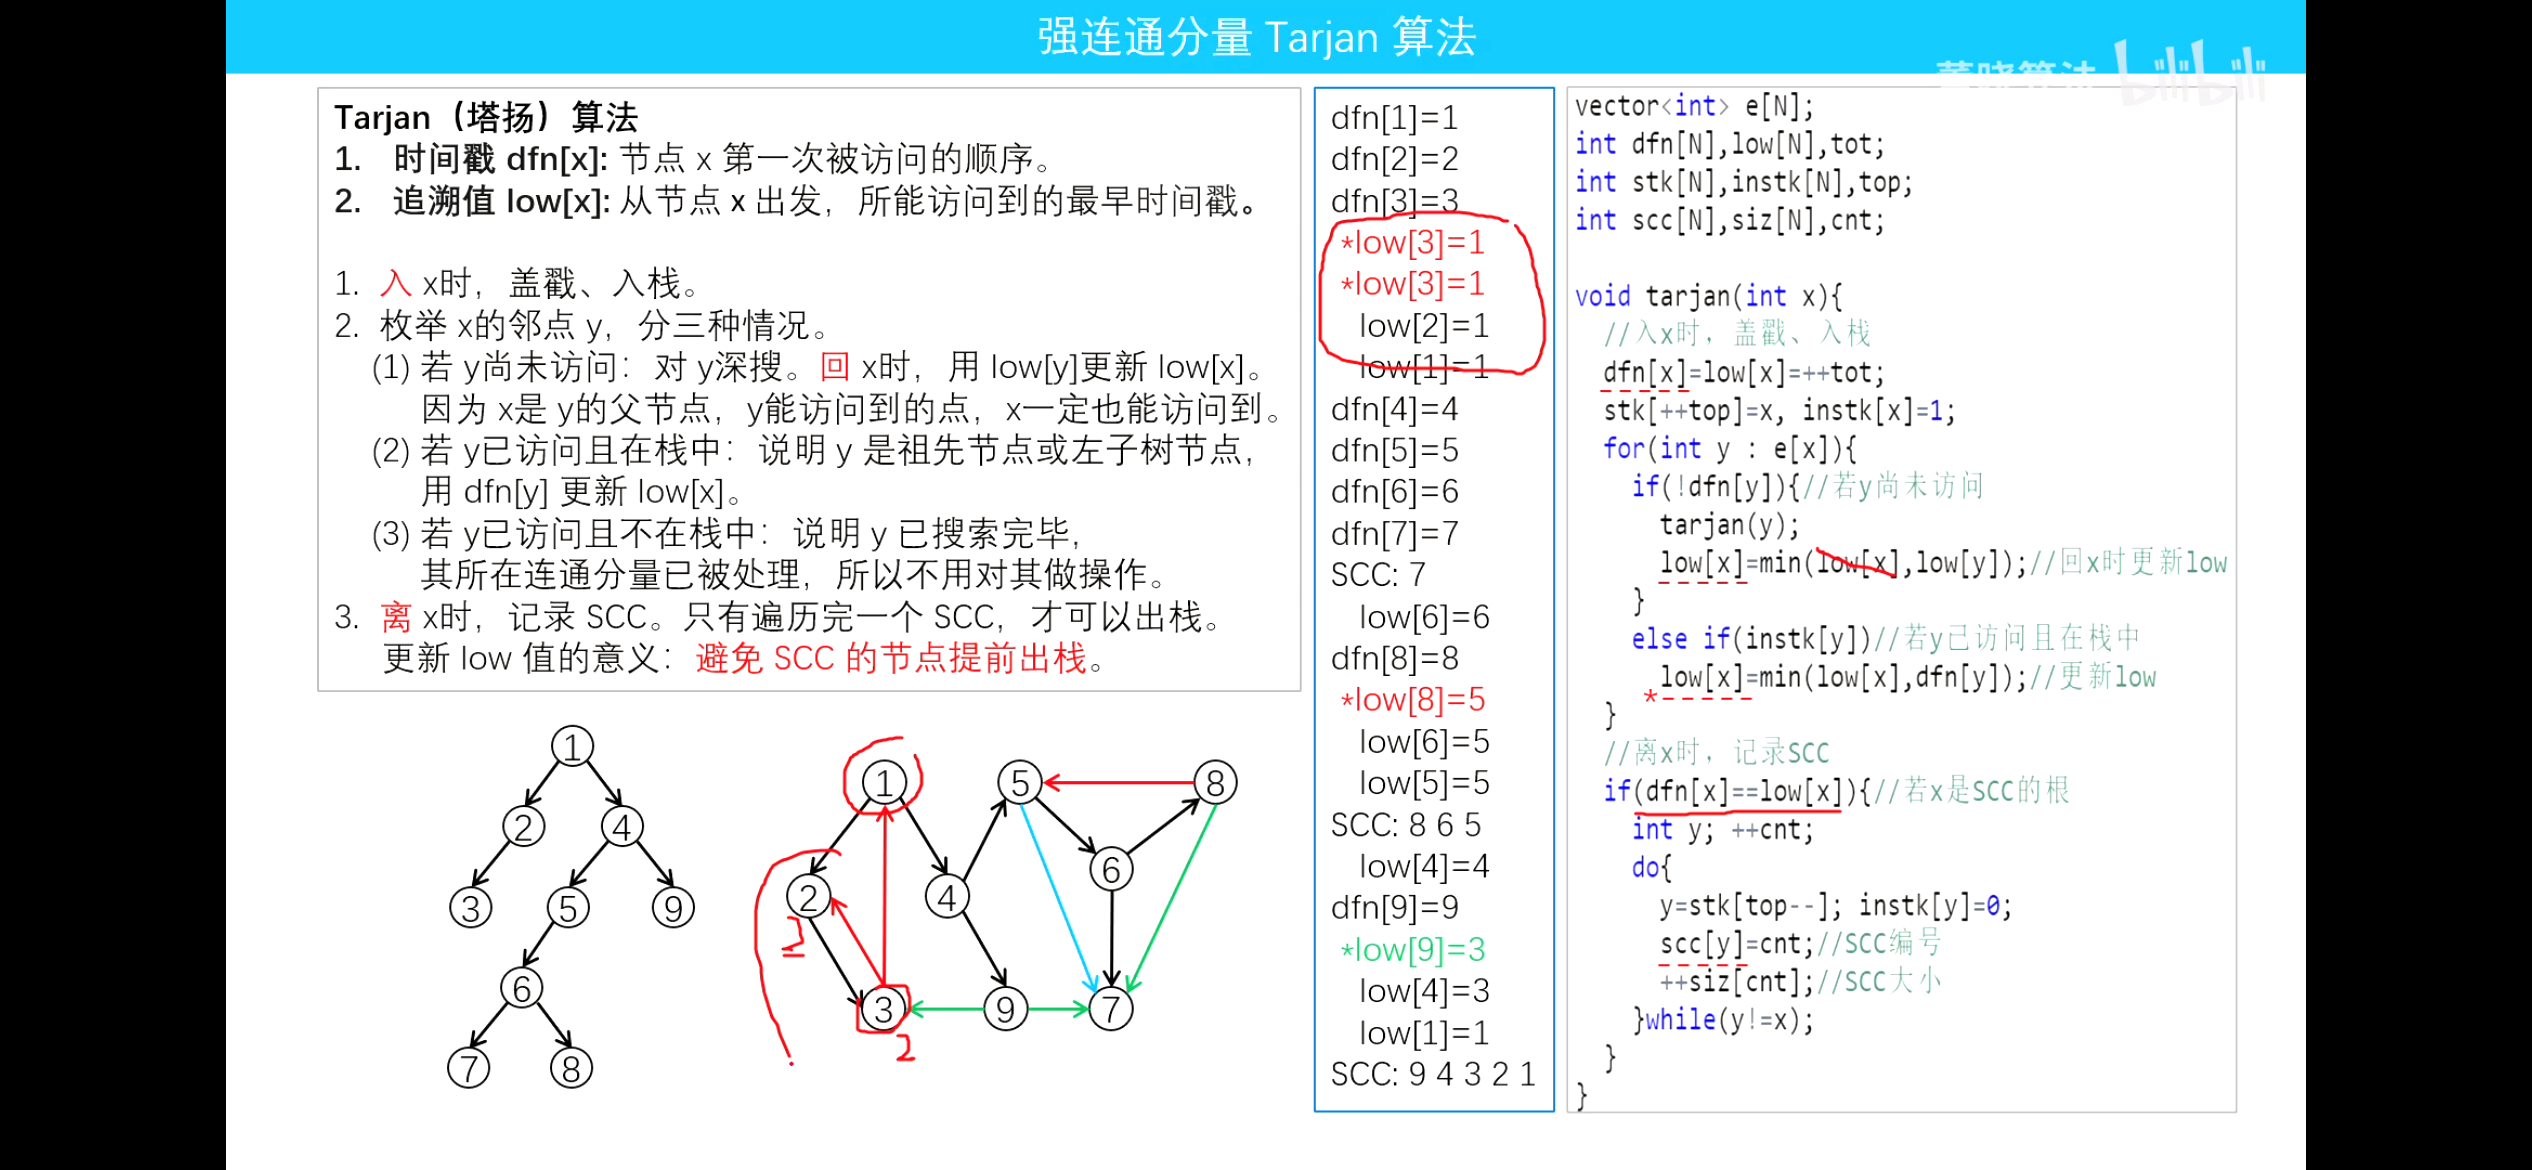 强连通分量 Tarjan 算法
董晓算法 bilibili
Tarjan（塔扬）算法
1. 时间戳 dfn[x]: 节点 x 第一次被访问的顺序。
2. 追溯值 low[x]: 从节点 x 出发，所能访问到的最早时间戳。
1. 入 x时，盖戳、入栈。
2. 枚举 x的邻点 y，分三种情况。
(1) 若 y尚未访问：对 y深搜。回 x时，用 low[y]更新 low[x]。
因为 x是 y的父节点，y能访问到的点，x一定也能访问到。
(2) 若 y已访问且在栈中：说明 y 是祖先节点或左子树节点，
用 dfn[y] 更新 low[x]。
(3) 若 y已访问且不在栈中：说明 y 已搜索完毕，
其所在连通分量已被处理，所以不用对其做操作。
3. 离 x时，记录 SCC。只有遍历完一个 SCC，才可以出栈。
更新 low 值的意义：避免 SCC 的节点提前出栈。
1
2
4
3
5
9
6
7
8
1
5
8
2
4
6
3
9
7
2
2
dfn[1]=1
dfn[2]=2
dfn[3]=3
*low[3]=1
*low[3]=1
low[2]=1
low[1]=1
dfn[4]=4
dfn[5]=5
dfn[6]=6
dfn[7]=7
SCC: 7
low[6]=6
dfn[8]=8
*low[8]=5
low[6]=5
low[5]=5
SCC: 8 6 5
low[4]=4
dfn[9]=9
*low[9]=3
low[4]=3
low[1]=1
SCC: 9 4 3 2 1
vector<int> e[N];
int dfn[N],low[N],tot;
int stk[N],instk[N],top;
int scc[N],siz[N],cnt;
void tarjan(int x){
//入x时，盖戳、入栈
dfn[x]=low[x]=++tot;
stk[++top]=x, instk[x]=1;
for(int y : e[x]){
if(!dfn[y]){//若y尚未访问
tarjan(y);
low[x]=min(low[x],low[y]);//回x时更新low
}
else if(instk[y])//若y已访问且在栈中
*low[x]=min(low[x],dfn[y]);//更新low
}
//离x时，记录SCC
if(dfn[x]==low[x]){//若x是SCC的根
int y; ++cnt;
do{
y=stk[top--]; instk[y]=0;
scc[y]=cnt;//SCC编号
++siz[cnt];//SCC大小
}while(y!=x);
}
}